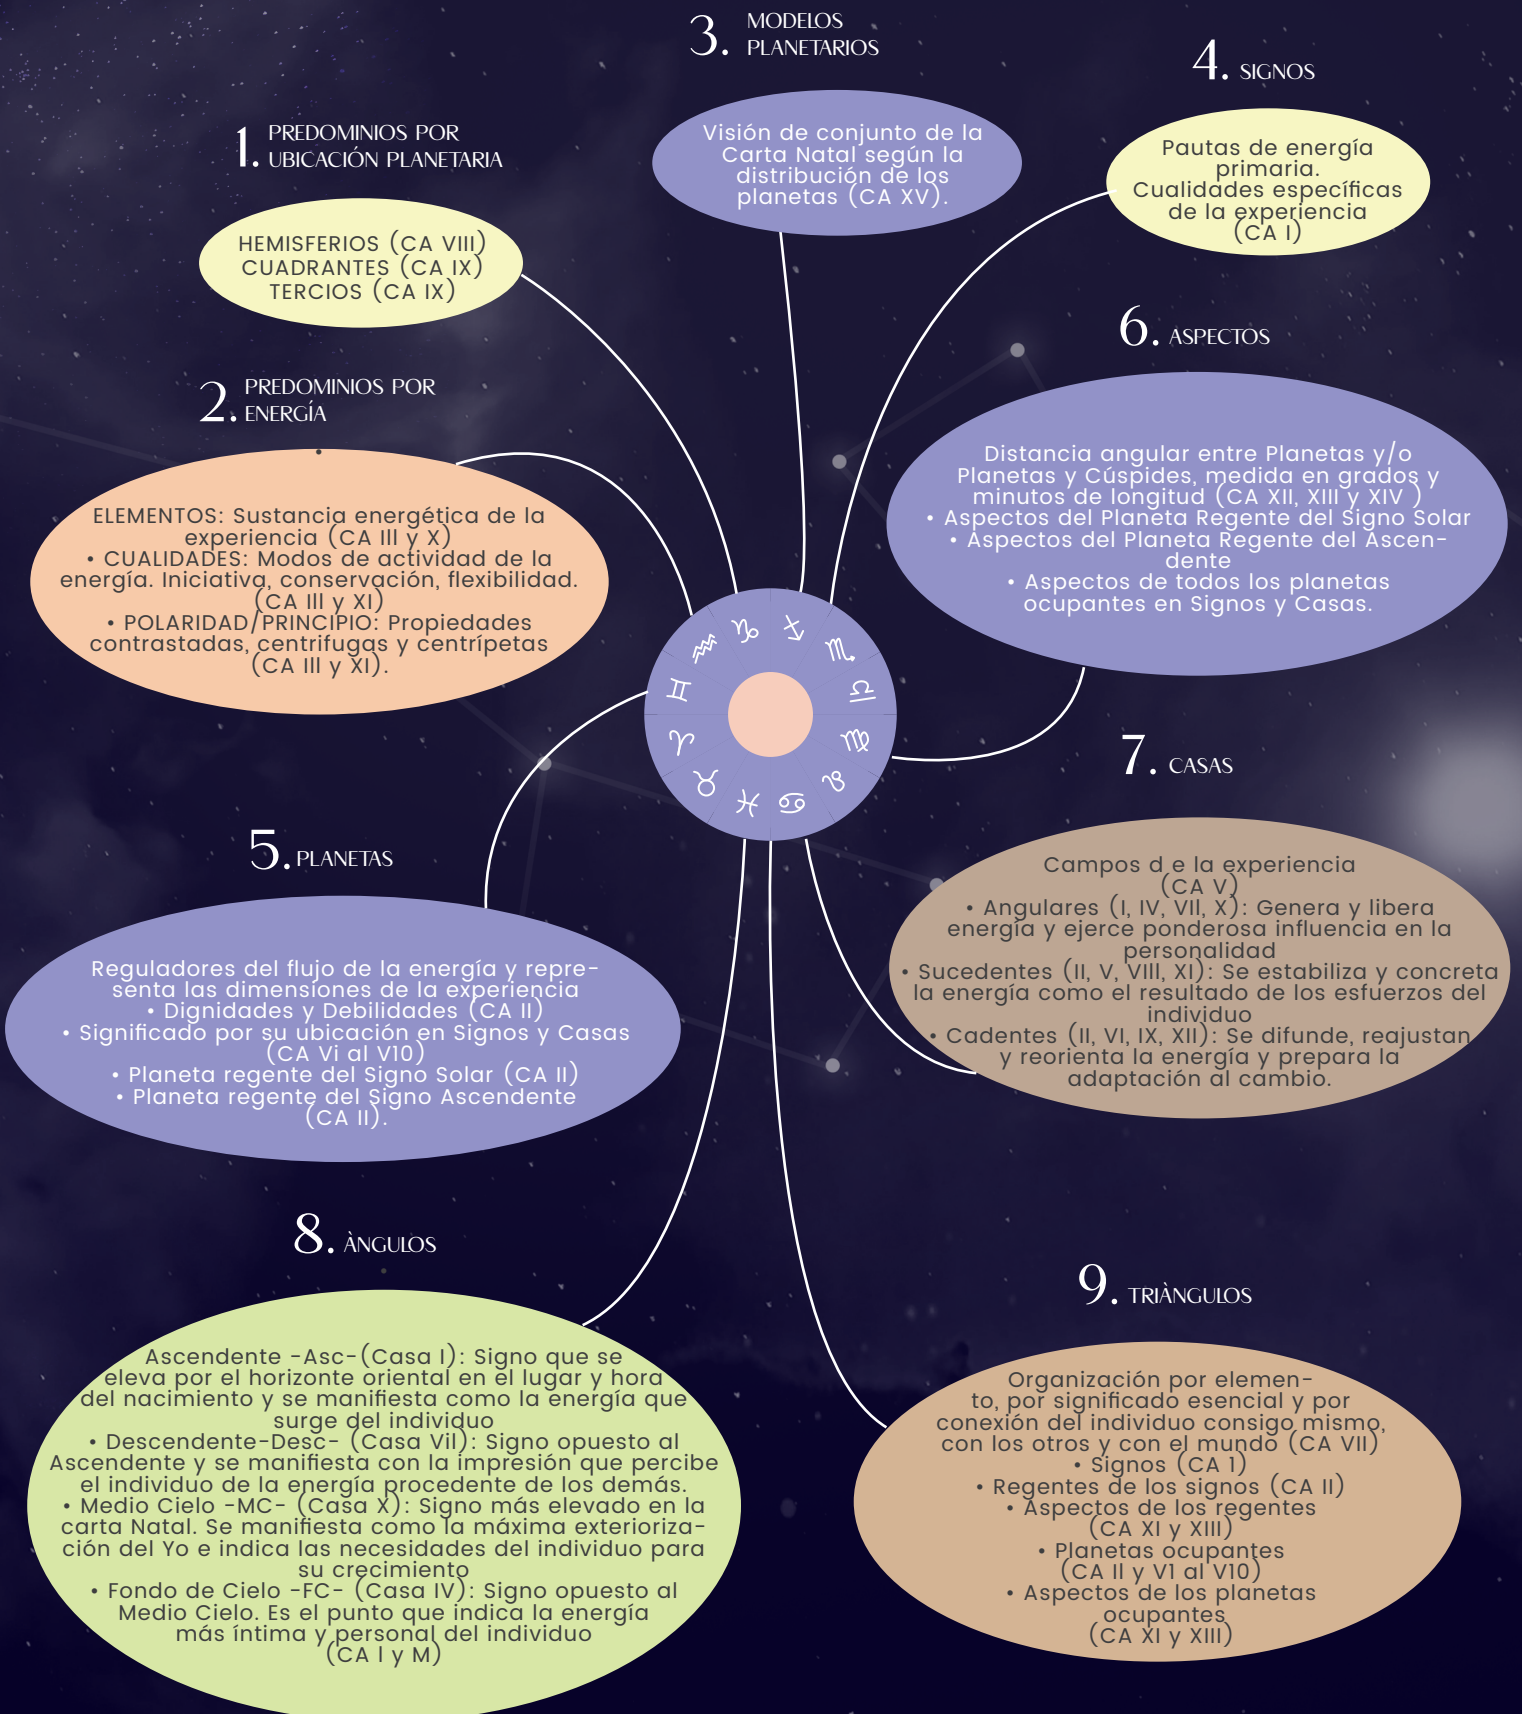 1. PREDOMINIOS POR
UBICACIÓN PLANETARIA
HEMISFERIOS (CA VIII)
CUADRANTES (CA IX)
TERCIOS (CA IX)
2. PREDOMINIOS POR
ENERGÍA
ELEMENTOS: Sustancia energética de la
experiencia (CA III y X)
• CUALIDADES: Modos de actividad de la
energía. Iniciativa, conservación, flexibilidad.
(CA Ill y XI)
• POLARIDAD/PRINCIPIO: Propiedades
contrastadas, centrifugas y centrípetas
(CA Ill y XI).
3. MODELOS
PLANETARIOS
Visión de conjunto de la
Carta Natal según la
distribución de los
planetas (CA XV).
4. SIGNOS
Pautas de energía
primaria.
Cualidades específicas
de la experiencia
(CA I)
5. PLANETAS
Reguladores del flujo de la energía y repre-
senta las dimensiones de la experiencia
• Dignidades y Debilidades (CA II)
• Significado por su ubicación en Signos y Casas
(CA Vi al V10)
• Planeta regente del Signo Solar (CA II)
• Planeta regente del Signo Ascendente
(CA II).
6. ASPECTOS
Distancia angular entre Planetas y/o
Planetas y Cúspides, medida en grados y
minutos de longitud (CA XII, XIII y XIV )
• Aspectos del Planeta Regente del Signo Solar
• Aspectos del Planeta Regente del Ascen-
dente
• Aspectos de todos los planetas
ocupantes en Signos y Casas.
7. CASAS
Campos d e la experiencia
(CA V)
• Angulares (I, IV, VIl, X): Genera y libera
energía y ejerce ponderosa influencia en la
personalidad
• Sucedentes (II, V, VIll, XI): Se estabiliza y concreta
la energía como el resultado de los esfuerzos del
individuo
• Cadentes (II, VI, IX, XII): Se difunde, reajustan
y reorienta la energía y prepara la
adaptación al cambio.
8. ÀNGULOS
Ascendente -Asc-(Casa I): Signo que se
eleva por el horizonte oriental en el lugar y hora
del nacimiento y se manifiesta como la energía que
surge del individuo
• Descendente-Desc- (Casa Vil): Signo opuesto al
Ascendente y se manifiesta con la impresión que percibe
el individuo de la energía procedente de los demás.
• Medio Cielo -MC- (Casa X): Signo más elevado en la
carta Natal. Se manifiesta como la máxima exterioriza-
ción del Yo e indica las necesidades del individuo para
su crecimiento
• Fondo de Cielo -FC- (Casa IV): Signo opuesto al
Medio Cielo. Es el punto que indica la energía
más íntima y personal del individuo
(CA l y M)
9. TRIÀNGULOS
Organización por elemen-
to, por significado esencial y por
conexión del individuo consigo mismo,
con los otros y con el mundo (CA VII)
• Signos (CA 1)
• Regentes de los signos (CA II)
• Aspectos de los regentes
(CA XI y XIII)
• Planetas ocupantes
(CA Il y V1 al V10)
• Aspectos de los planetas
ocupantes
(CA XI y XIII)